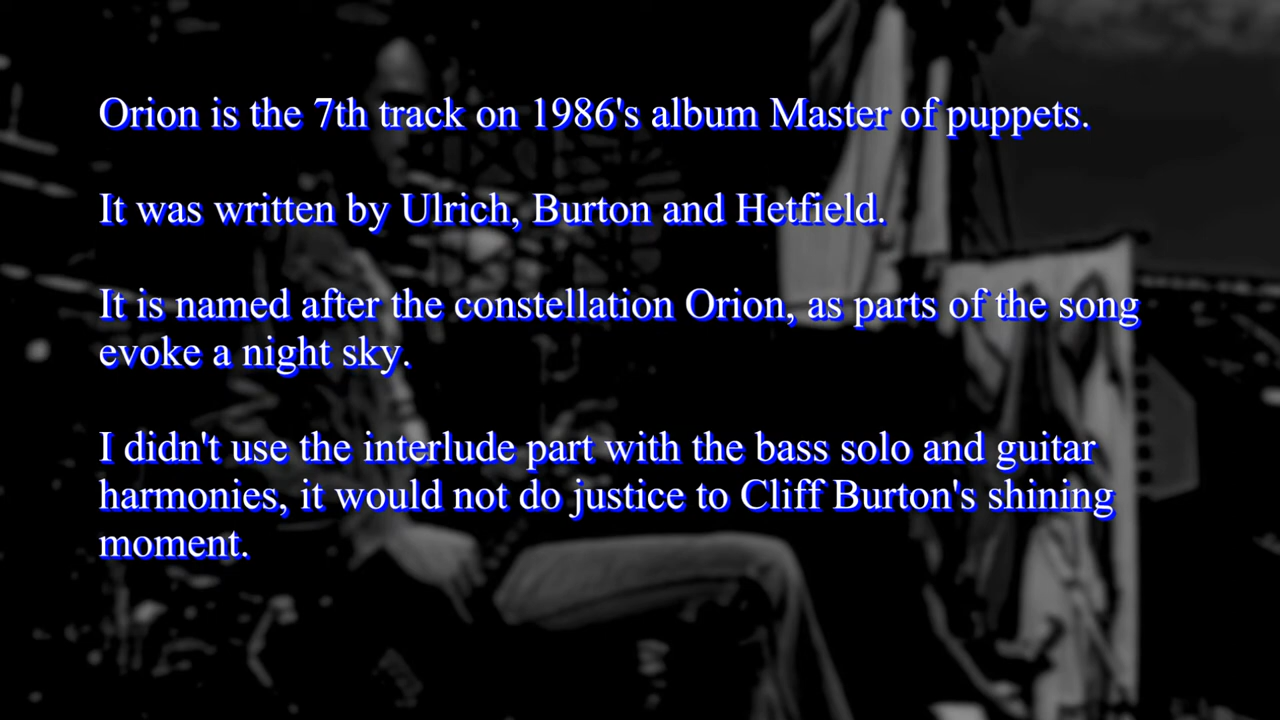 Orion is the 7th track on 1986's album Master of puppets.
It was written by Ulrich, Burton and Hetfield.
It is named after the constellation Orion, as parts of the song
evoke a night sky.
I didn't use the interlude part with the bass solo and guitar
harmonies, it would not do justice to Cliff Burton's shining
moment.